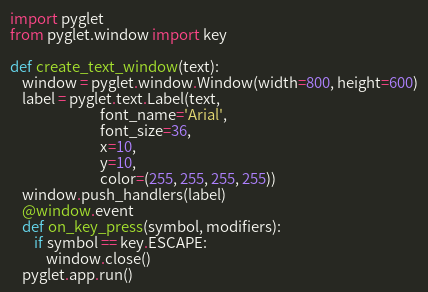 import pyglet
from pyglet.window import key

def create_text_window(text):
    window = pyglet.window.Window(width=800, height=600)
    label = pyglet.text.Label(text,
                              font_name='Arial',
                              font_size=36,
                              x=10,
                              y=10,
                              color=(255, 255, 255, 255))
    window.push_handlers(label)
    @window.event
    def on_key_press(symbol, modifiers):
        if symbol == key.ESCAPE:
            window.close()
    pyglet.app.run()